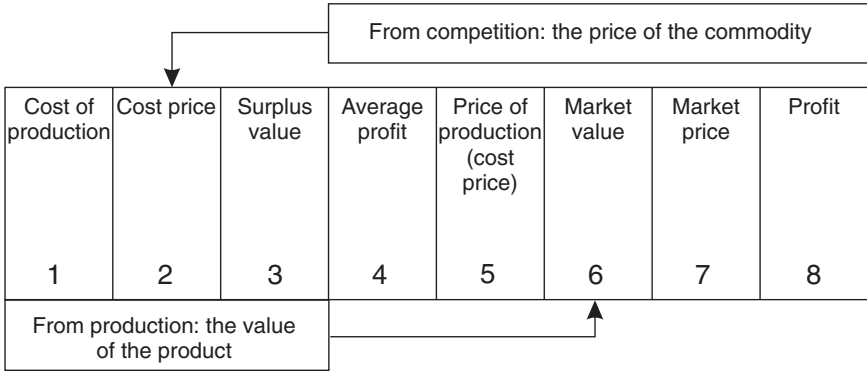 From competition: the price of the commodity
Cost of
production
Cost price
Surplus
value
Average
profit
Price of
production
(cost
price)
Market
value
Market
price
Profit
1
2
3
4
5
6
7
8
From production: the value
of the product